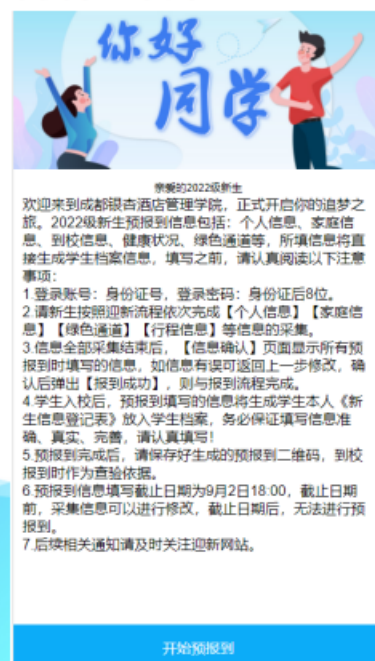 你好
同学
亲爱的2022级新生
欢迎来到成都银杏酒店管理学院，正式开启你的追梦之
旅。2022级新生预报到信息包括：个人信息、家庭信
息、到校信息、健康状况、绿色通道等，所填信息将直
接生成学生档案信息，填写之前，请认真阅读以下注意
事项：
1.登录账号：身份证号，登录密码：身份证后8位。
2.请新生按照迎新流程依次完成【个人信息】【家庭信
息】【绿色通道】【行程信息】等信息的采集。
3.信息全部采集结束后，【信息确认】页面显示所有预
报到时填写的信息，如信息有误可返回上一步修改，确
认后弹出【报到成功】，则与报到流程完成。
4.学生入校后，预报到填写的信息将生成学生本人《新
生信息登记表》放入学生档案，务必保证填写信息准
确、真实、完善，请认真填写！
5.预报到完成后，请保存好生成的预报到二维码，到校
报到时作为查验依据。
6.预报到信息填写截止日期为9月2日18:00，截止日期
前，采集信息可以进行修改，截止日期后，无法进行预
报到。
7.后续相关通知请及时关注迎新网站。
开始预报到